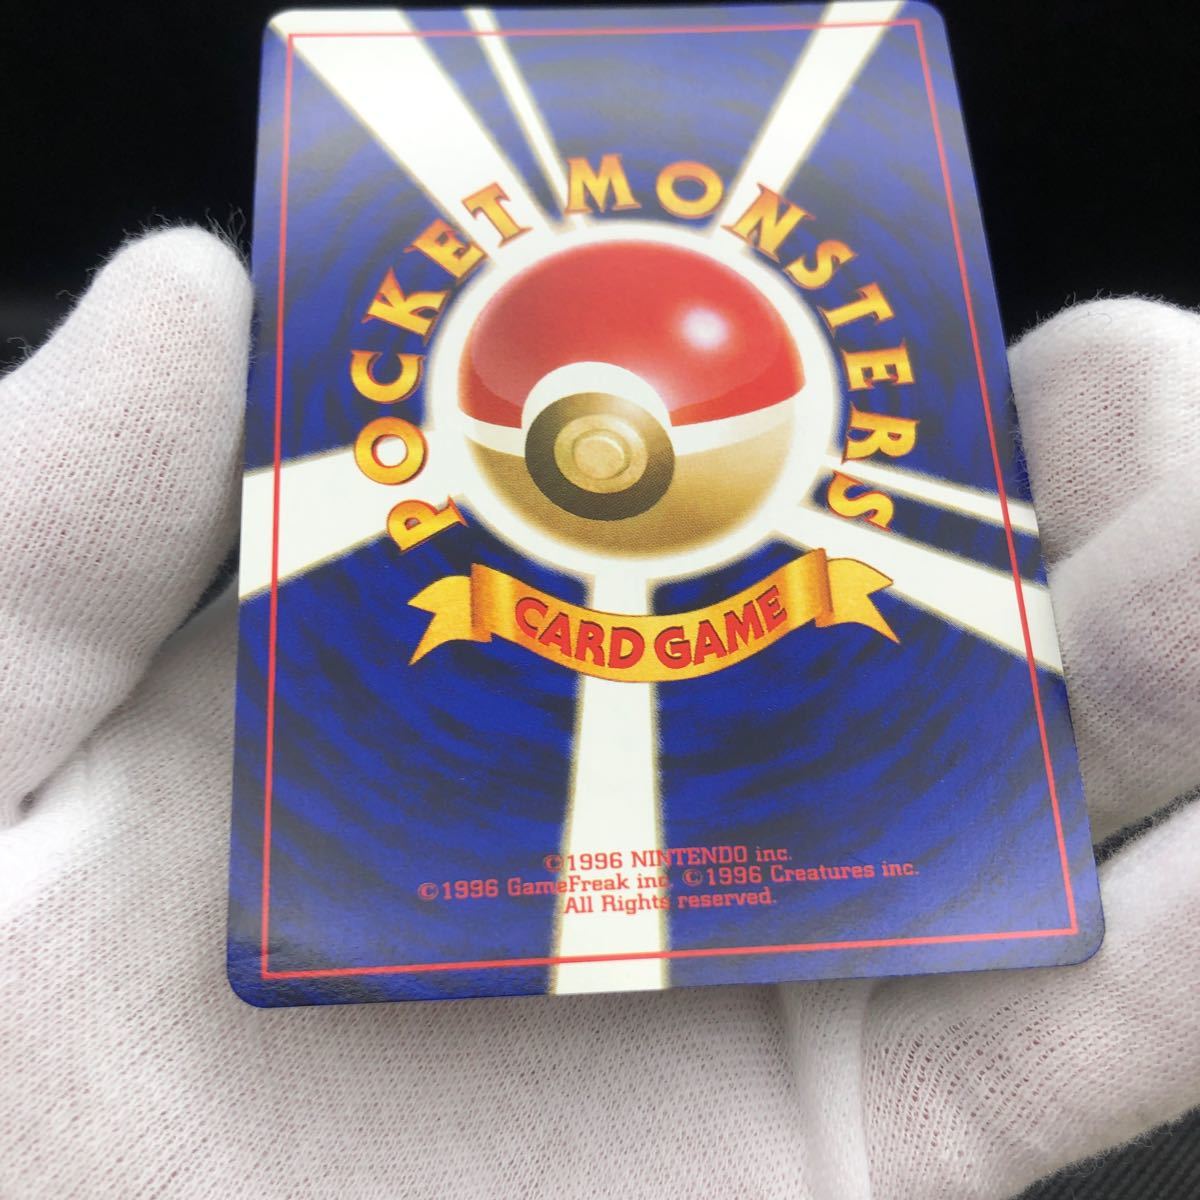 POCKET MONSTERS
CARD GAME
©1996 NINTENDO inc.
©1996 GameFreak inc. ©1996 Creatures inc.
All Rights reserved.